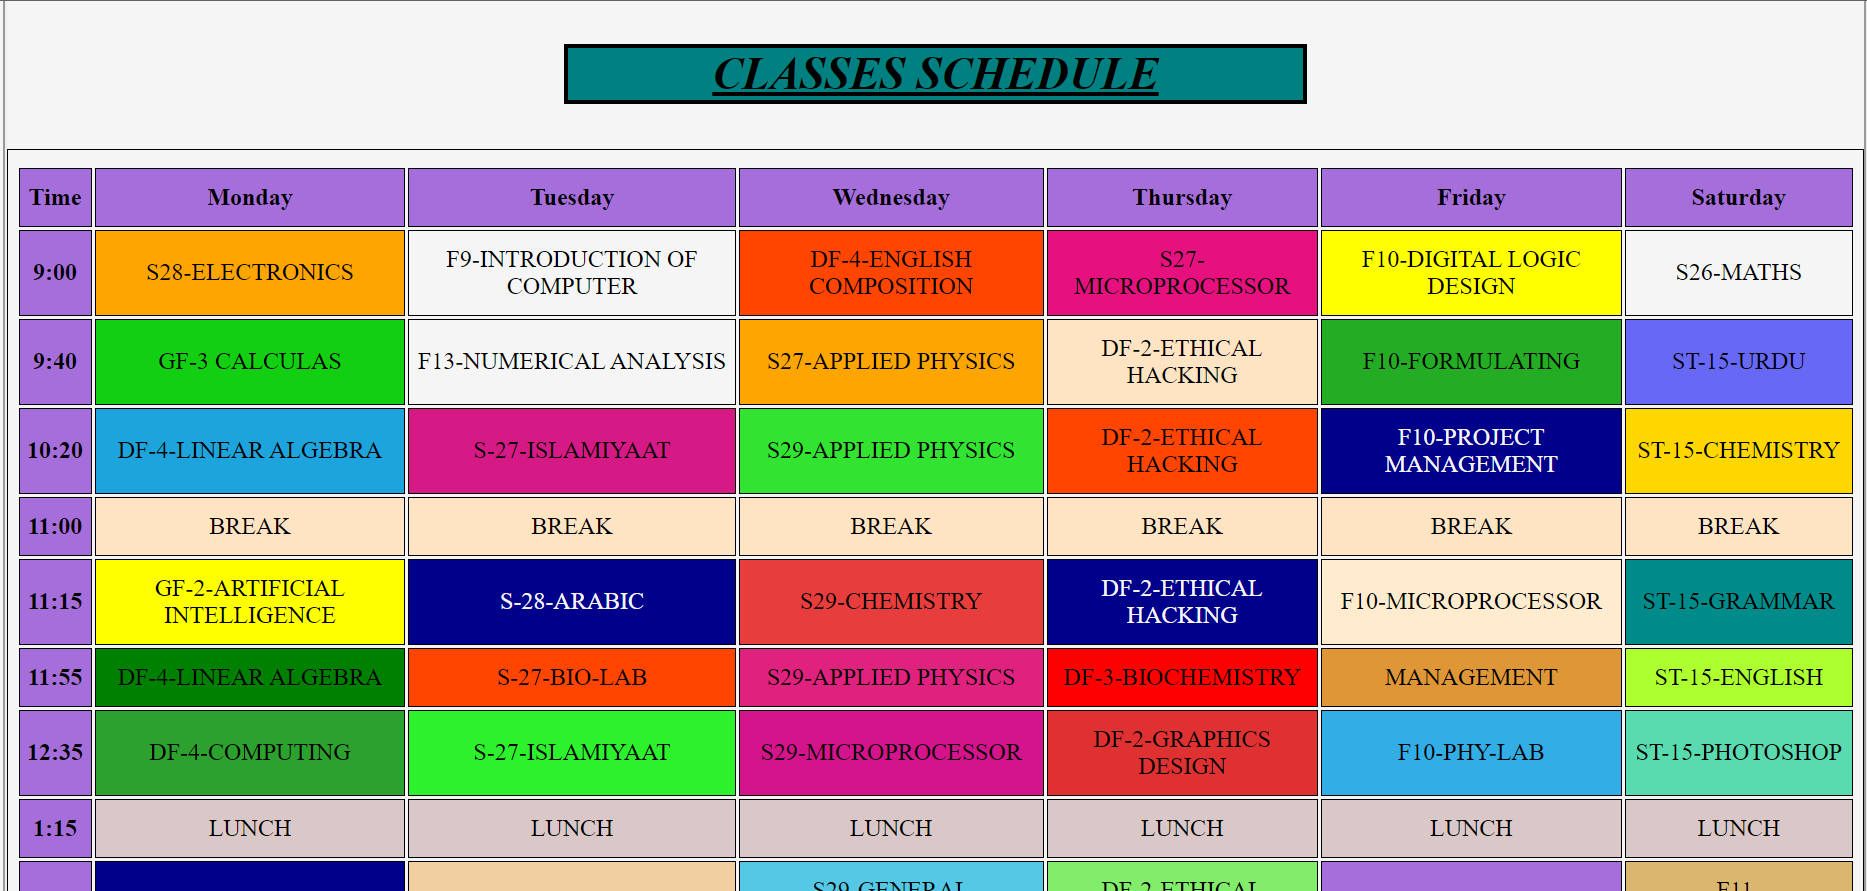 CLASSES SCHEDULE
Time Monday Tuesday Wednesday Thursday Friday Saturday
9:00 S28-ELECTRONICS F9-INTRODUCTION OF COMPUTER DF-4-ENGLISH COMPOSITION S27-MICROPROCESSOR F10-DIGITAL LOGIC DESIGN S26-MATHS
9:40 GF-3 CALCULAS F13-NUMERICAL ANALYSIS S27-APPLIED PHYSICS DF-2-ETHICAL HACKING F10-FORMULATING ST-15-URDU
10:20 DF-4-LINEAR ALGEBRA S-27-ISLAMIYAAT S29-APPLIED PHYSICS DF-2-ETHICAL HACKING F10-PROJECT MANAGEMENT ST-15-CHEMISTRY
11:00 BREAK BREAK BREAK BREAK BREAK BREAK
11:15 GF-2-ARTIFICIAL INTELLIGENCE S-28-ARABIC S29-CHEMISTRY DF-2-ETHICAL HACKING F10-MICROPROCESSOR ST-15-GRAMMAR
11:55 DF-4-LINEAR ALGEBRA S-27-BIO-LAB S29-APPLIED PHYSICS DF-3-BIOCHEMISTRY MANAGEMENT ST-15-ENGLISH
12:35 DF-4-COMPUTING S-27-ISLAMIYAAT S29-MICROPROCESSOR DF-2-GRAPHICS DESIGN F10-PHY-LAB ST-15-PHOTOSHOP
1:15 LUNCH LUNCH LUNCH LUNCH LUNCH LUNCH
S29-GENERAL DF-2-ETHICAL F11